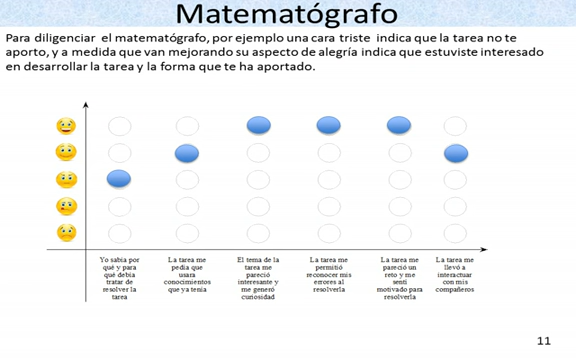 Matematógrafo
Para diligenciar el matematógrafo, por ejemplo una cara triste indica que la tarea no te
aporto, y a medida que van mejorando su aspecto de alegría indica que estuviste interesado
en desarrollar la tarea y la forma que te ha aportado.
Yo sabía por
qué y para
qué debía
tratar de
resolver la
tarea
La tarea me
pedía que
usara
conocimientos
que ya tenía
El tema de la
tarea me
pareció
interesante y
me generó
curiosidad
La tarea me
permitió
reconocer mis
errores al
resolverla
La tarea me
pareció un
reto y me
sentí
motivado para
resolverla
La tarea me
llevó a
interactuar
con mis
compañeros
11